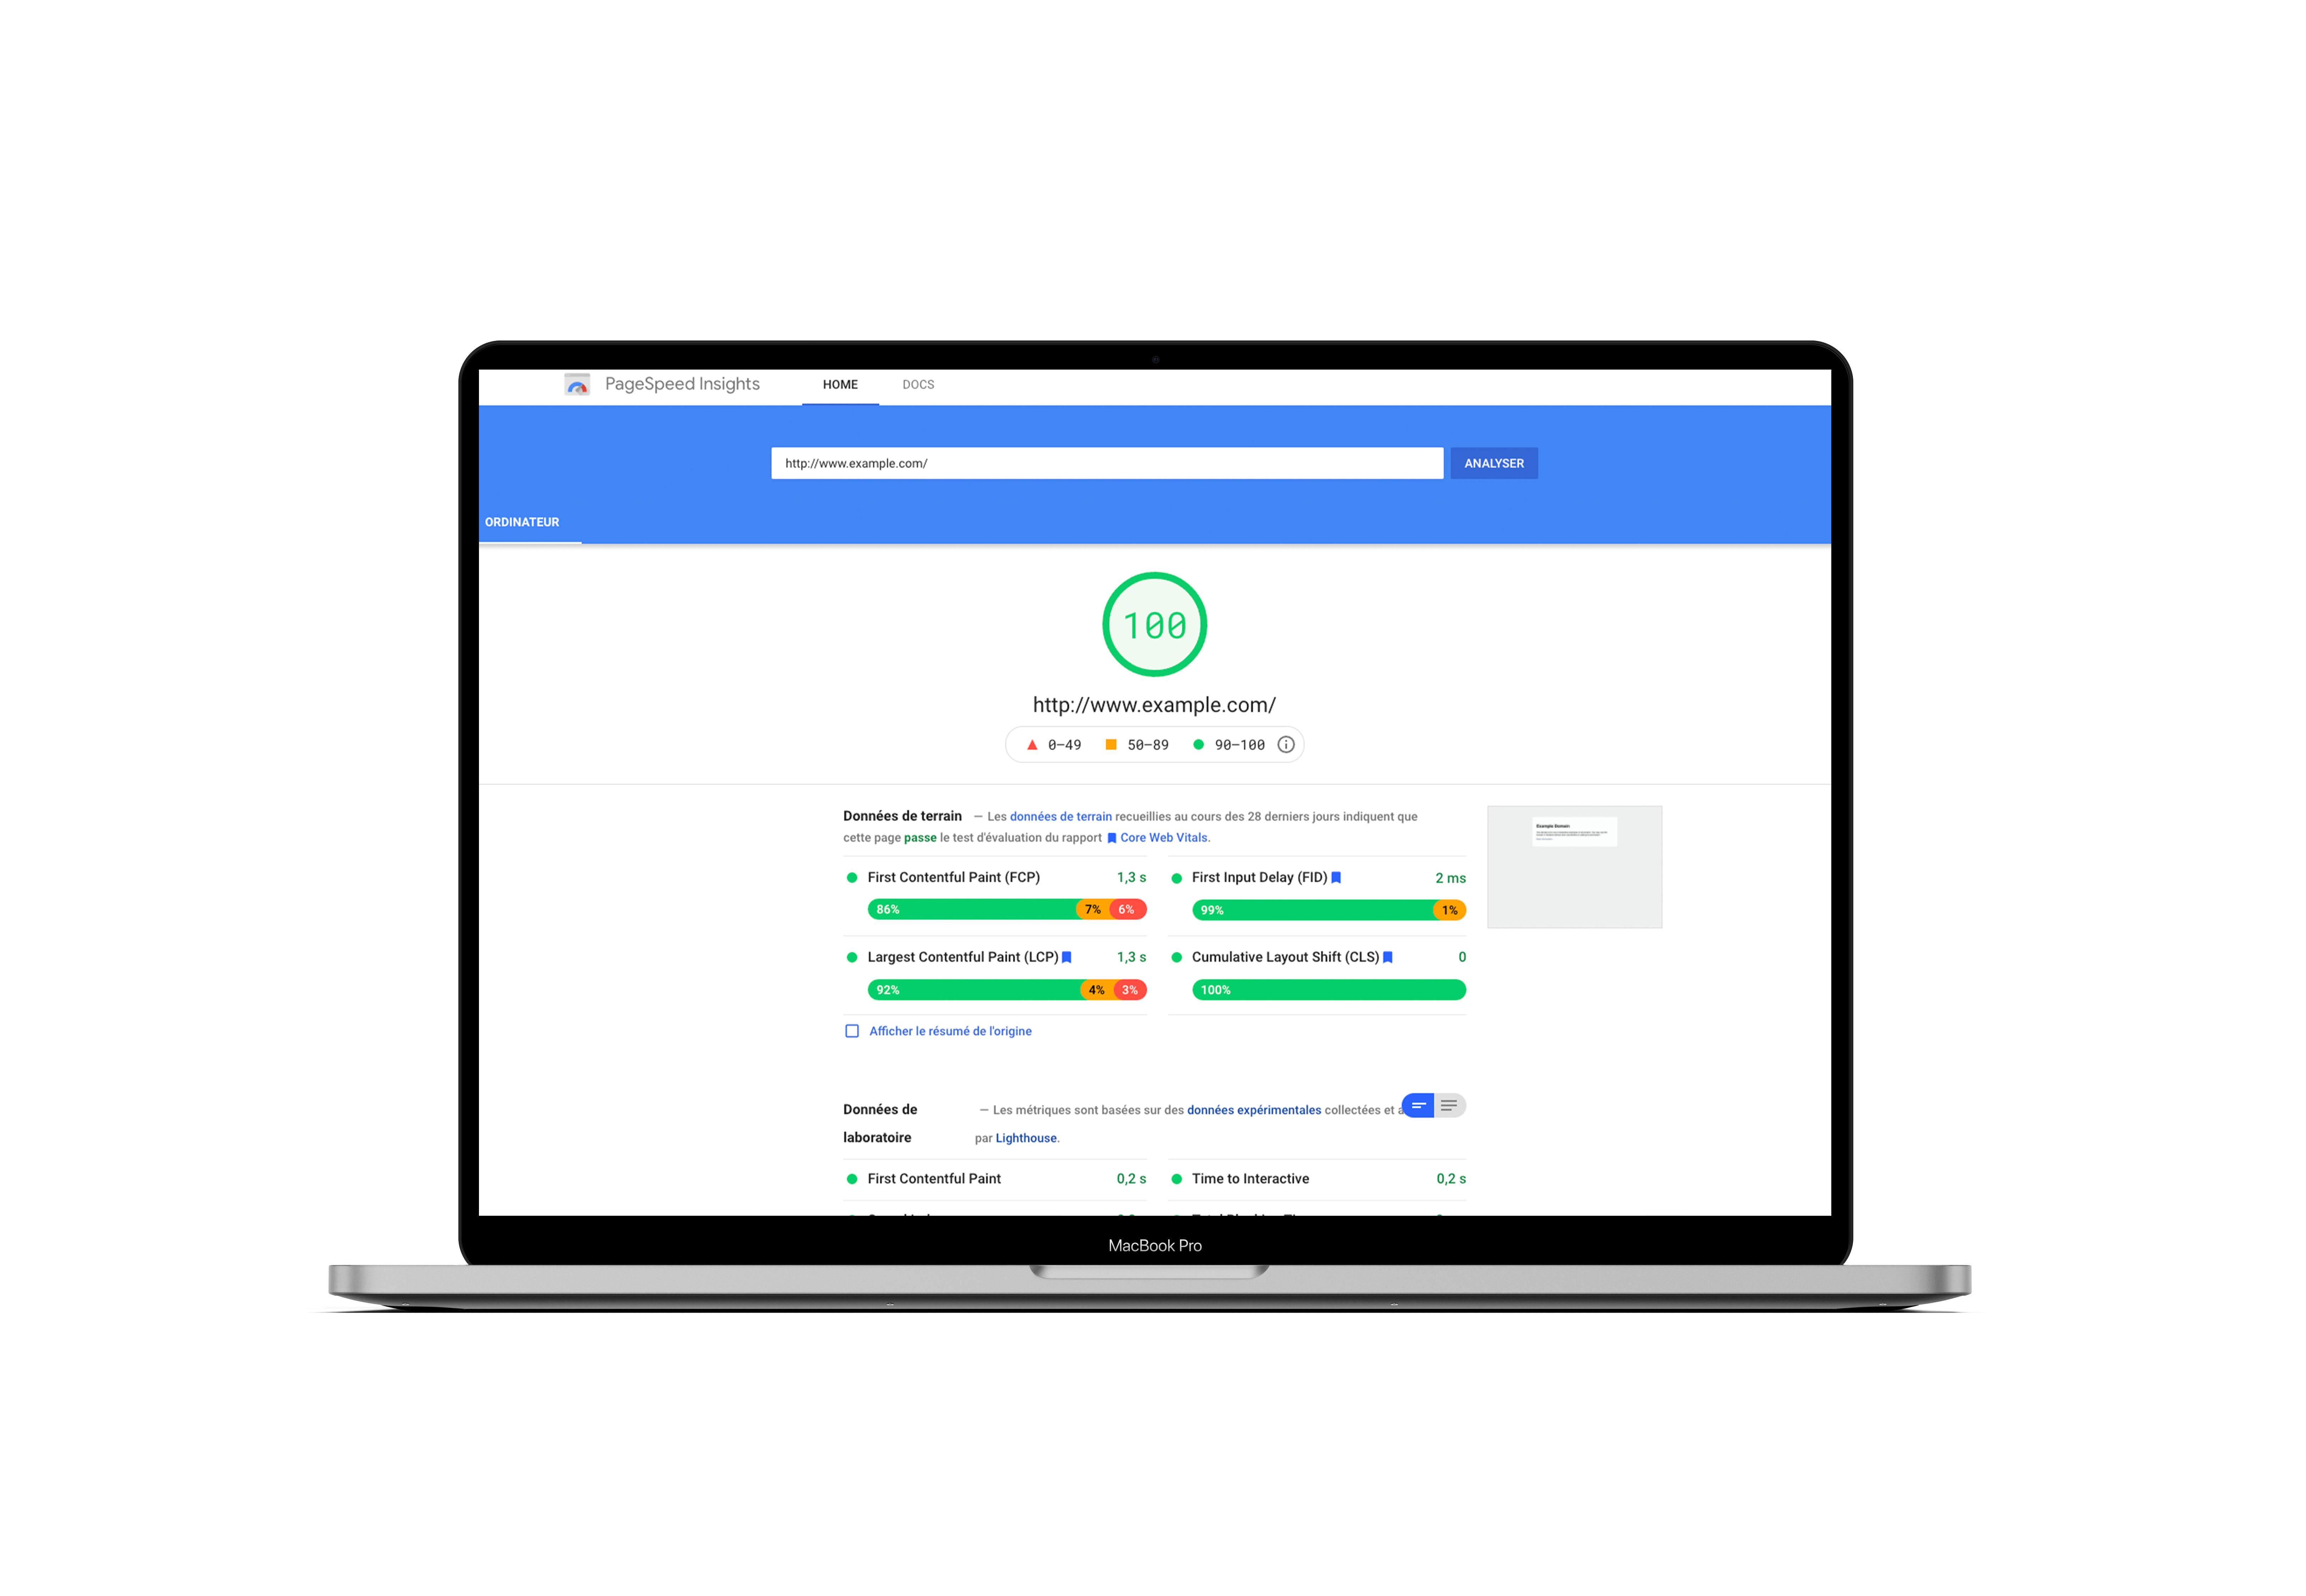 PageSpeed Insights HOME DOCS
http://www.example.com/ ANALYSER
ORDINATEUR
100
http://www.example.com/
0–49 50–89 90–100
Données de terrain — Les données de terrain recueillies au cours des 28 derniers jours indiquent que
cette page passe le test d'évaluation du rapport Core Web Vitals.
Example Domain
First Contentful Paint (FCP) 1,3 s
86% 7% 6%
First Input Delay (FID) 2 ms
99% 1%
Largest Contentful Paint (LCP) 1,3 s
92% 4% 3%
Cumulative Layout Shift (CLS) 0
100%
Afficher le résumé de l'origine
Données de
laboratoire
— Les métriques sont basées sur des données expérimentales collectées et
par Lighthouse.
First Contentful Paint 0,2 s
Time to Interactive 0,2 s
MacBook Pro